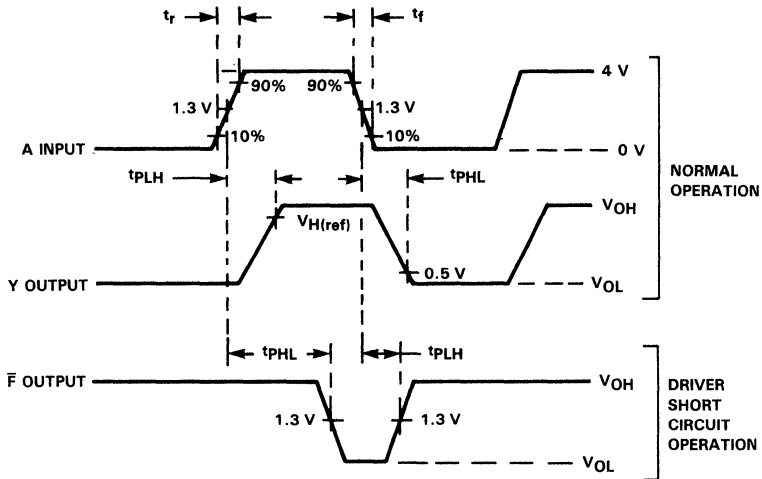 tr
tf
4 V
90%
90%
1.3 V
1.3 V
10%
10%
A INPUT
0 V
tPLH
tPHL
NORMAL
OPERATION
VOH
VH(ref)
0.5 V
Y OUTPUT
VOL
tPHL
tPLH
F̅ OUTPUT
VOH
1.3 V
1.3 V
VOL
DRIVER
SHORT
CIRCUIT
OPERATION